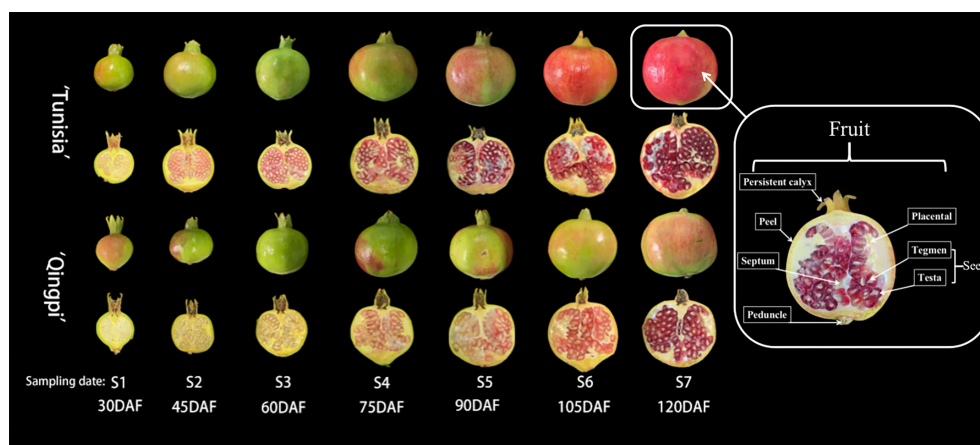 'Tunisia'
'Qingpi'
Sampling date: S1 S2 S3 S4 S5 S6 S7
30DAF 45DAF 60DAF 75DAF 90DAF 105DAF 120DAF
Fruit
Persistent calyx
Peel
Placental
Septum
Tegmen
Testa
Peduncle